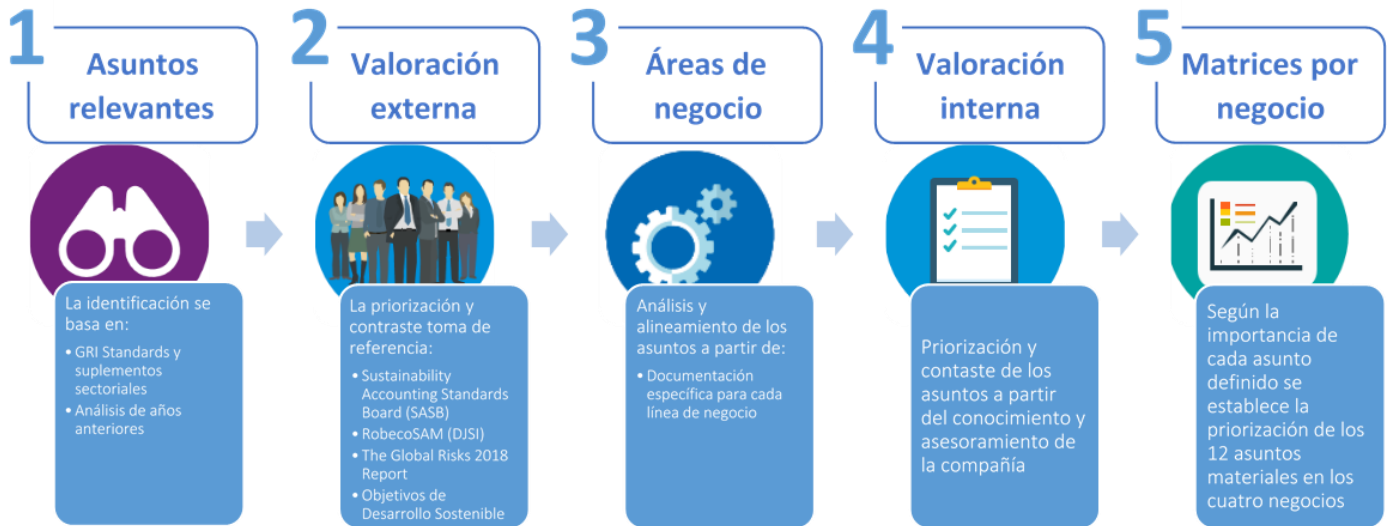 1
Asuntos
relevantes
La identificación se
basa en:
• GRI Standards y
suplementos
sectoriales
• Análisis de años
anteriores
2
Valoración
externa
La priorización y
contraste toma de
referencia:
• Sustainability
Accounting Standards
Board (SASB)
• RobecoSAM (DJSI)
• The Global Risks 2018
Report
• Objetivos de
Desarrollo Sostenible
3
Áreas de
negocio
Análisis y
alineamiento de los
asuntos a partir de:
• Documentación
específica para cada
línea de negocio
4
Valoración
interna
Priorización y
contaste de los
asuntos a partir
del conocimiento y
asesoramiento de
la compañía
5
Matrices por
negocio
Según la
importancia de
cada asunto
definido se
establece la
priorización de los
12 asuntos
materiales en los
cuatro negocios